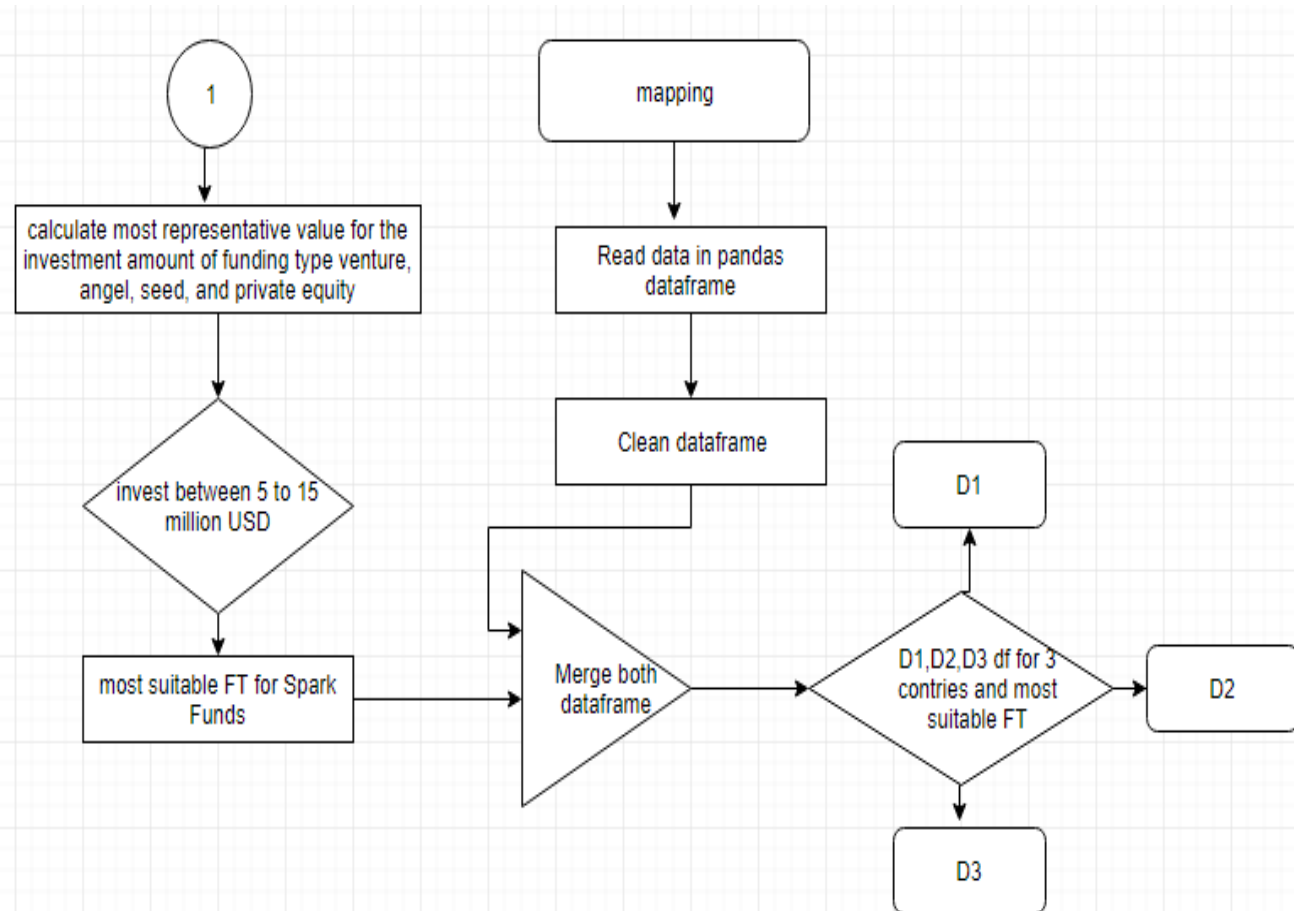 1
calculate most representative value for the
investment amount of funding type venture,
angel, seed, and private equity
invest between 5 to 15
million USD
most suitable FT for Spark
Funds
mapping
Read data in pandas
dataframe
Clean dataframe
Merge both
dataframe
D1,D2,D3 df for 3
contries and most
suitable FT
D1
D2
D3